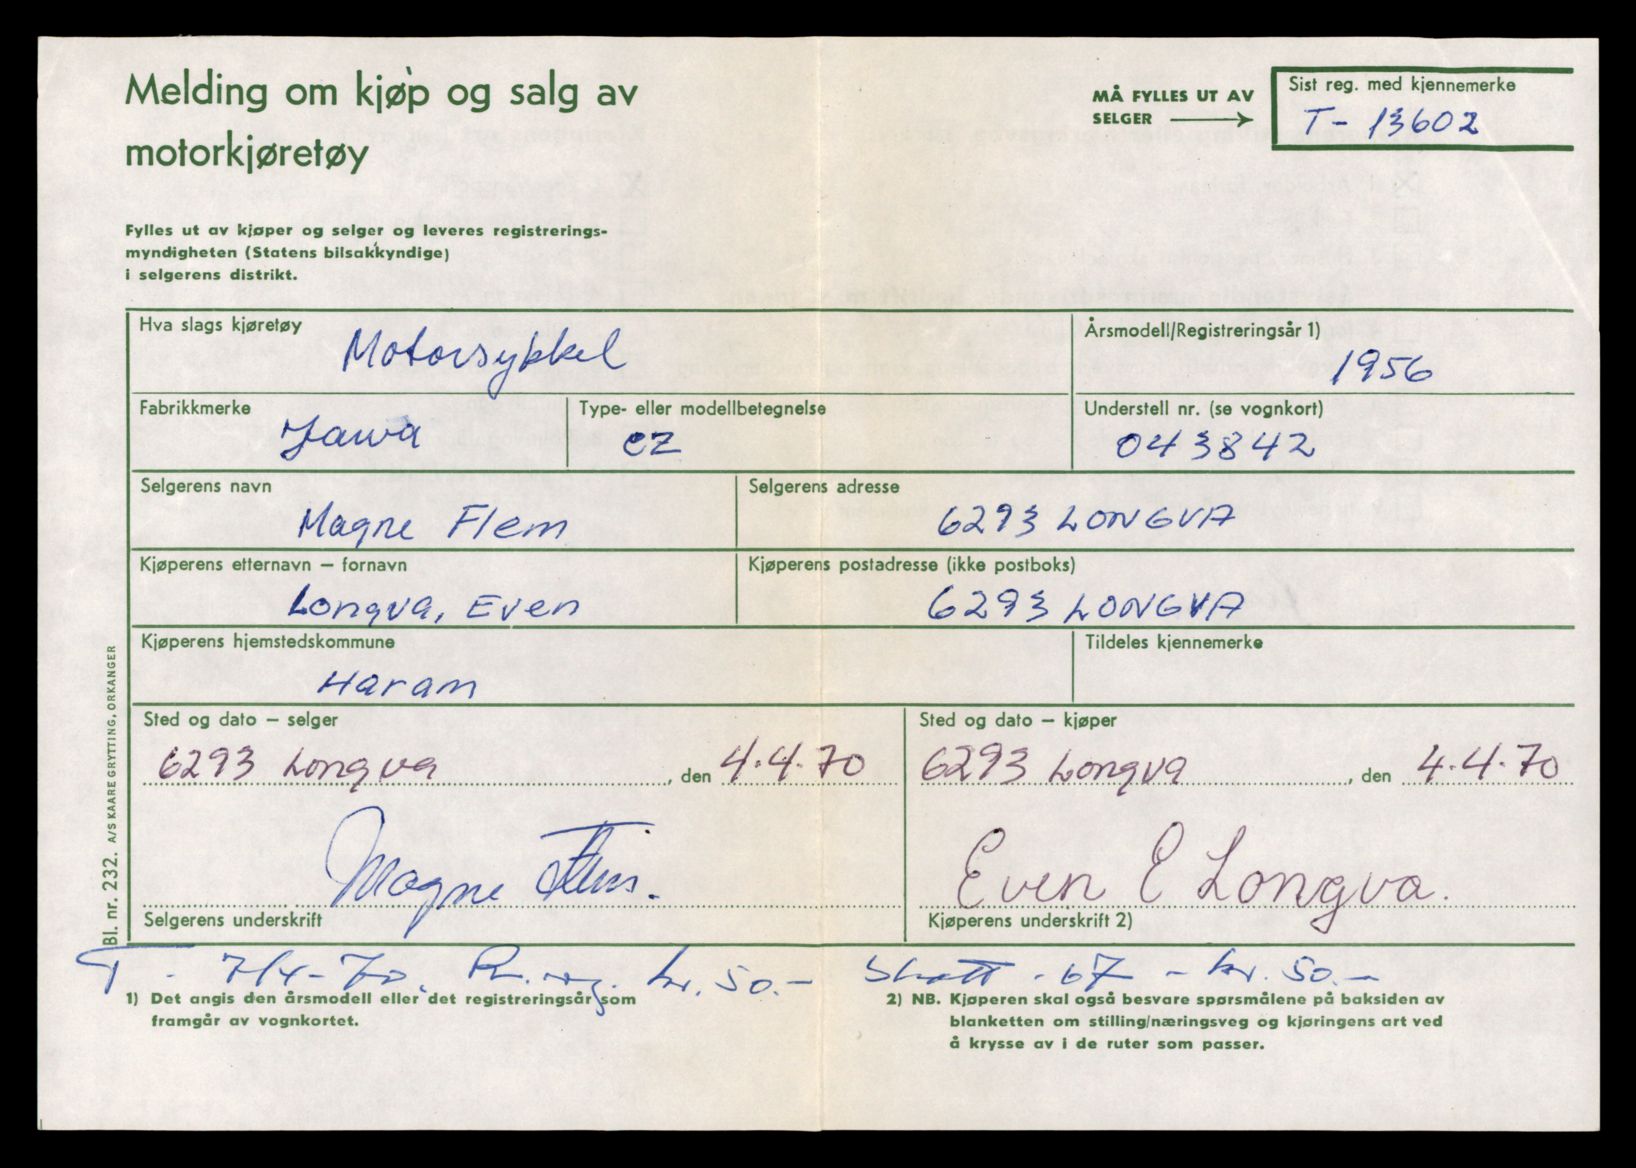 Melding om kjøp og salg av
motorkjøretøy
MÅ FYLLES UT AV
SELGER
Sist reg. med kjennemerke
T- 13602
Fylles ut av kjøper og selger og leveres registrerings-
myndigheten (Statens bilsakkyndige)
i selgerens distrikt.
Hva slags kjøretøy
Motorsykkel
Årsmodell/Registreringsår 1)
1956
Fabrikkmerke
Jawa
Type- eller modellbetegnelse
CZ
Understell nr. (se vognkort)
043842
Selgerens navn
Magne Flem
Selgerens adresse
6293 LONGVA
Kjøperens etternavn – fornavn
Longva, Even
Kjøperens postadresse (ikke postboks)
6293 LONGVA
Kjøperens hjemstedskommune
Haram
Tildeles kjennemerke
Sted og dato – selger
6293 Longva, den 4.4.70
Sted og dato – kjøper
6293 Longva, den 4.4.70
Magne Flem.
Selgerens underskrift
Even E Longva.
Kjøperens underskrift 2)
T - 7/4-70. kr. 50.- Skatt - 67 - kr. 50.-
1) Det angis den årsmodell eller det registreringsår som
framgår av vognkortet.
2) NB. Kjøperen skal også besvare spørsmålene på baksiden av
blanketten om stilling/næringsveg og kjøringens art ved
å krysse av i de ruter som passer.
Bl. nr. 232. A/S KAARE GRYTTING, ORKANGER